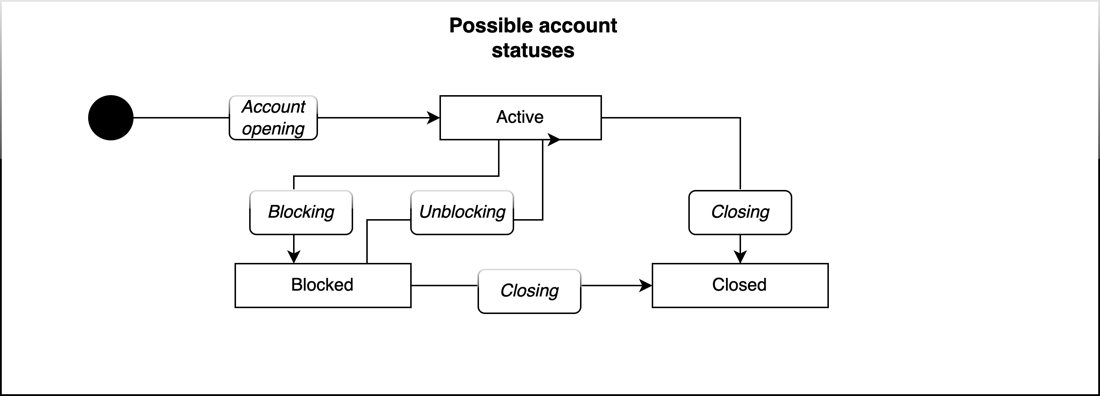 Possible account
statuses
Account
opening
Active
Blocking
Unblocking
Closing
Blocked
Closing
Closed